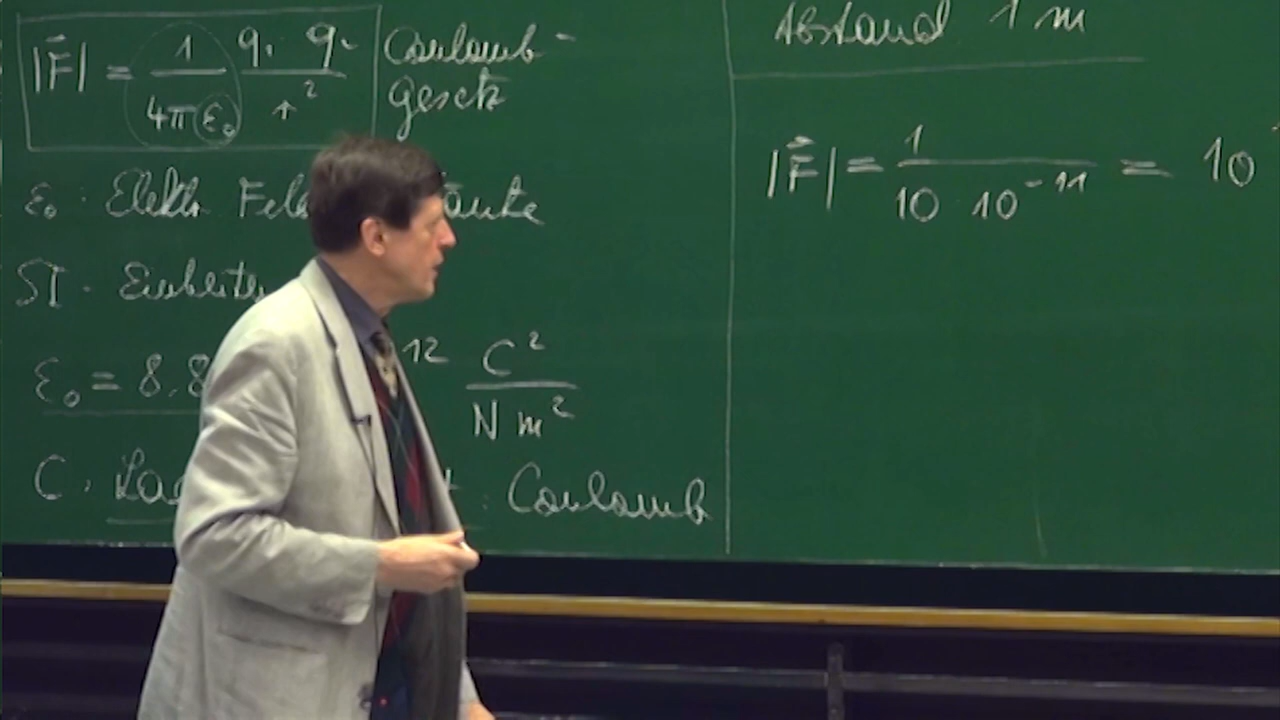 |F⃗| = 1/(4πε₀) q₁ q₂/r² Coulomb-
gesetz
ε₀ : Elektr Feld
SI - Einheiten
ε₀ = 8.8 12 C²/(N m²)
C : Coulomb
Abstand 1 m
|F⃗| = 1/(10 10⁻¹¹) = 10